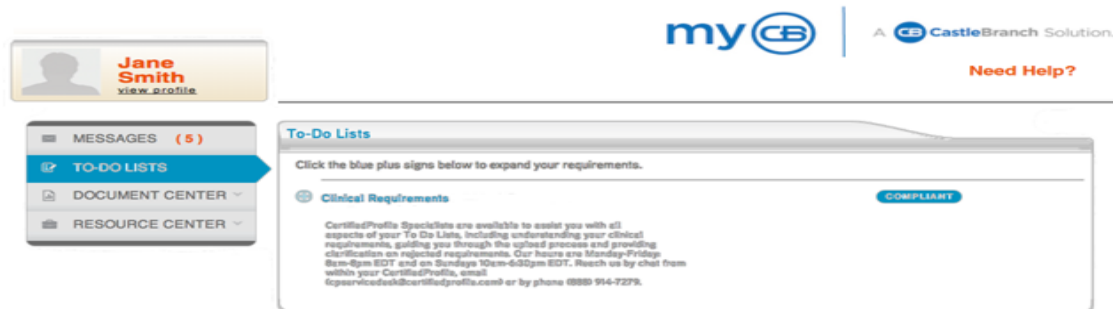 my CB
A CB CastleBranch Solution.
Jane
Smith
view profile
Need Help?
MESSAGES (5)
TO-DO LISTS
DOCUMENT CENTER
RESOURCE CENTER
To-Do Lists
Click the blue plus signs below to expand your requirements.
Clinical Requirements
COMPLIANT
CertifiedProfile Specialists are available to assist you with all
aspects of your To Do Lists, including understanding your clinical
requirements, guiding you through the upload process and providing
clarification on rejected requirements. Our hours are Monday-Friday:
8am-8pm EDT and on Sundays 10am-6:30pm EDT. Reach us by chat from
within your CertifiedProfile, email
(cpservicedesk@certifiedprofile.com) or by phone (888) 914-7279.